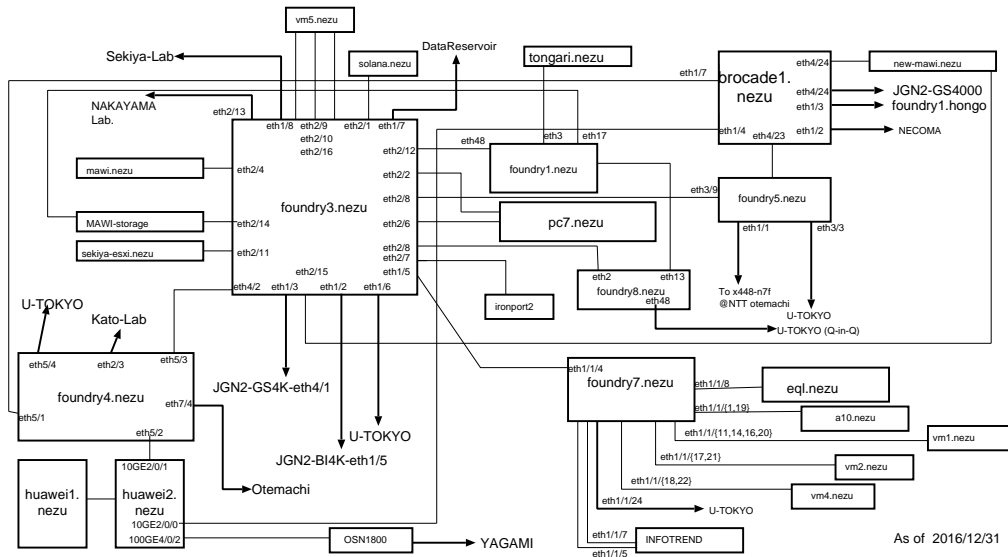 vm5.nezu
Sekiya-Lab
DataReservoir
solana.nezu
tongari.nezu
new-mawi.nezu
eth4/24
eth1/7
brocade1.
nezu
JGN2-GS4000
eth4/24
foundry1.hongo
eth1/3
NAKAYAMA
Lab.
eth2/13
eth1/8
eth2/9
eth2/1
eth1/7
eth2/10
eth2/16
eth48
eth3
eth17
eth1/4
eth1/2
NECOMA
eth4/23
eth2/12
foundry1.nezu
mawi.nezu
eth2/4
eth2/2
foundry3.nezu
eth2/8
eth3/9
foundry5.nezu
MAWI-storage
eth2/14
eth2/6
pc7.nezu
eth1/1
eth3/3
sekiya-esxi.nezu
eth2/11
eth2/8
eth2/7
eth2/15
eth1/5
eth2
eth13
foundry8.nezu
eth48
eth4/2
eth1/3
eth1/2
eth1/6
ironport2
To x448-n7f
@NTT otemachi
U-TOKYO
U-TOKYO (Q-in-Q)
U-TOKYO
Kato-Lab
eth5/4
eth2/3
eth5/3
foundry4.nezu
eth7/4
eth5/1
eth5/2
JGN2-GS4K-eth4/1
U-TOKYO
JGN2-BI4K-eth1/5
Otemachi
eth1/1/4
foundry7.nezu
eth1/1/8
eql.nezu
eth1/1/{1,19}
a10.nezu
eth1/1/{11,14,16,20}
vm1.nezu
eth1/1/{17,21}
vm2.nezu
eth1/1/{18,22}
vm4.nezu
eth1/1/24
U-TOKYO
eth1/1/7
INFOTREND
eth1/1/5
10GE2/0/1
huawei1.
nezu
huawei2.
nezu
10GE2/0/0
100GE4/0/2
OSN1800
YAGAMI
As of 2016/12/31